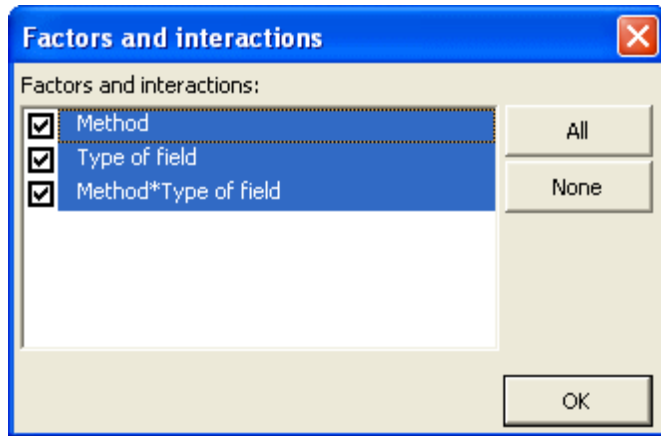 Factors and interactions
Factors and interactions:
Method
All
Type of field
Method*Type of field
None
OK